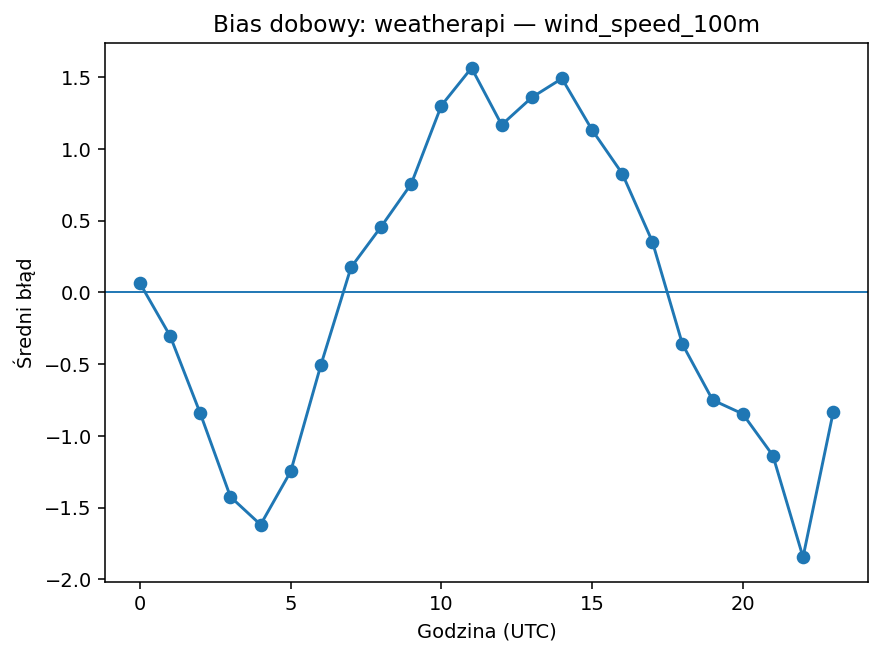 Bias dobowy: weatherapi — wind_speed_100m
Średni błąd
1.5
1.0
0.5
0.0
−0.5
−1.0
−1.5
−2.0
0 5 10 15 20
Godzina (UTC)